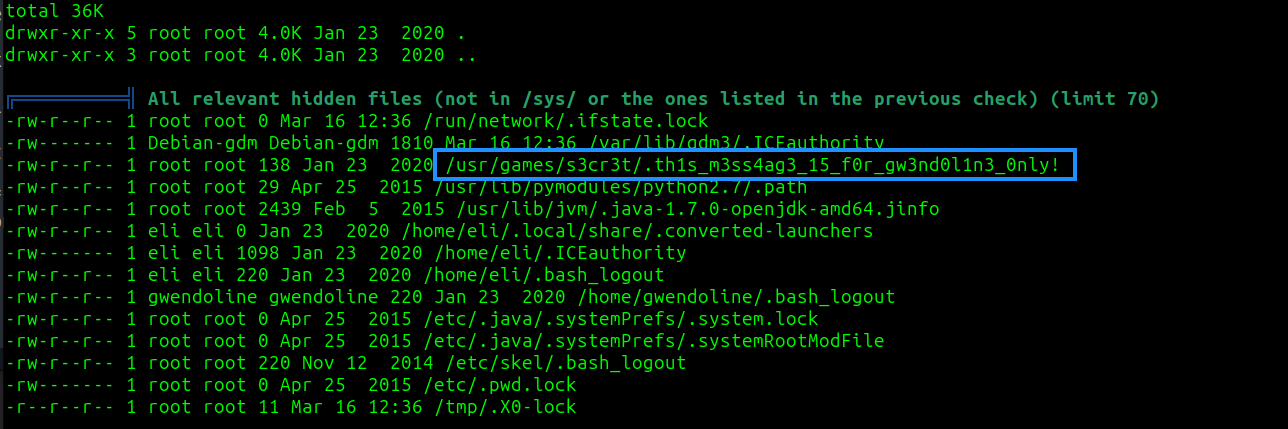 total 36K
drwxr-xr-x 5 root root 4.0K Jan 23  2020 .
drwxr-xr-x 3 root root 4.0K Jan 23  2020 ..
╔══════════╣ All relevant hidden files (not in /sys/ or the ones listed in the previous check) (limit 70)
-rw-r--r-- 1 root root 0 Mar 16 12:36 /run/network/.ifstate.lock
-rw------- 1 Debian-gdm Debian-gdm 1810 Mar 16 12:36 /var/lib/gdm3/.ICEauthority
-rw-r--r-- 1 root root 138 Jan 23  2020 /usr/games/s3cr3t/.th1s_m3ss4ag3_15_f0r_gw3nd0l1n3_0nly!
-rw-r--r-- 1 root root 29 Apr 25  2015 /usr/lib/pymodules/python2.7/.path
-rw-r--r-- 1 root root 2439 Feb  5  2015 /usr/lib/jvm/.java-1.7.0-openjdk-amd64.jinfo
-rw-r--r-- 1 eli eli 0 Jan 23  2020 /home/eli/.local/share/.converted-launchers
-rw------- 1 eli eli 1098 Jan 23  2020 /home/eli/.ICEauthority
-rw-r--r-- 1 eli eli 220 Jan 23  2020 /home/eli/.bash_logout
-rw-r--r-- 1 gwendoline gwendoline 220 Jan 23  2020 /home/gwendoline/.bash_logout
-rw-r--r-- 1 root root 0 Apr 25  2015 /etc/.java/.systemPrefs/.system.lock
-rw-r--r-- 1 root root 0 Apr 25  2015 /etc/.java/.systemPrefs/.systemRootModFile
-rw-r--r-- 1 root root 220 Nov 12  2014 /etc/skel/.bash_logout
-rw------- 1 root root 0 Apr 25  2015 /etc/.pwd.lock
-r--r--r-- 1 root root 11 Mar 16 12:36 /tmp/.X0-lock